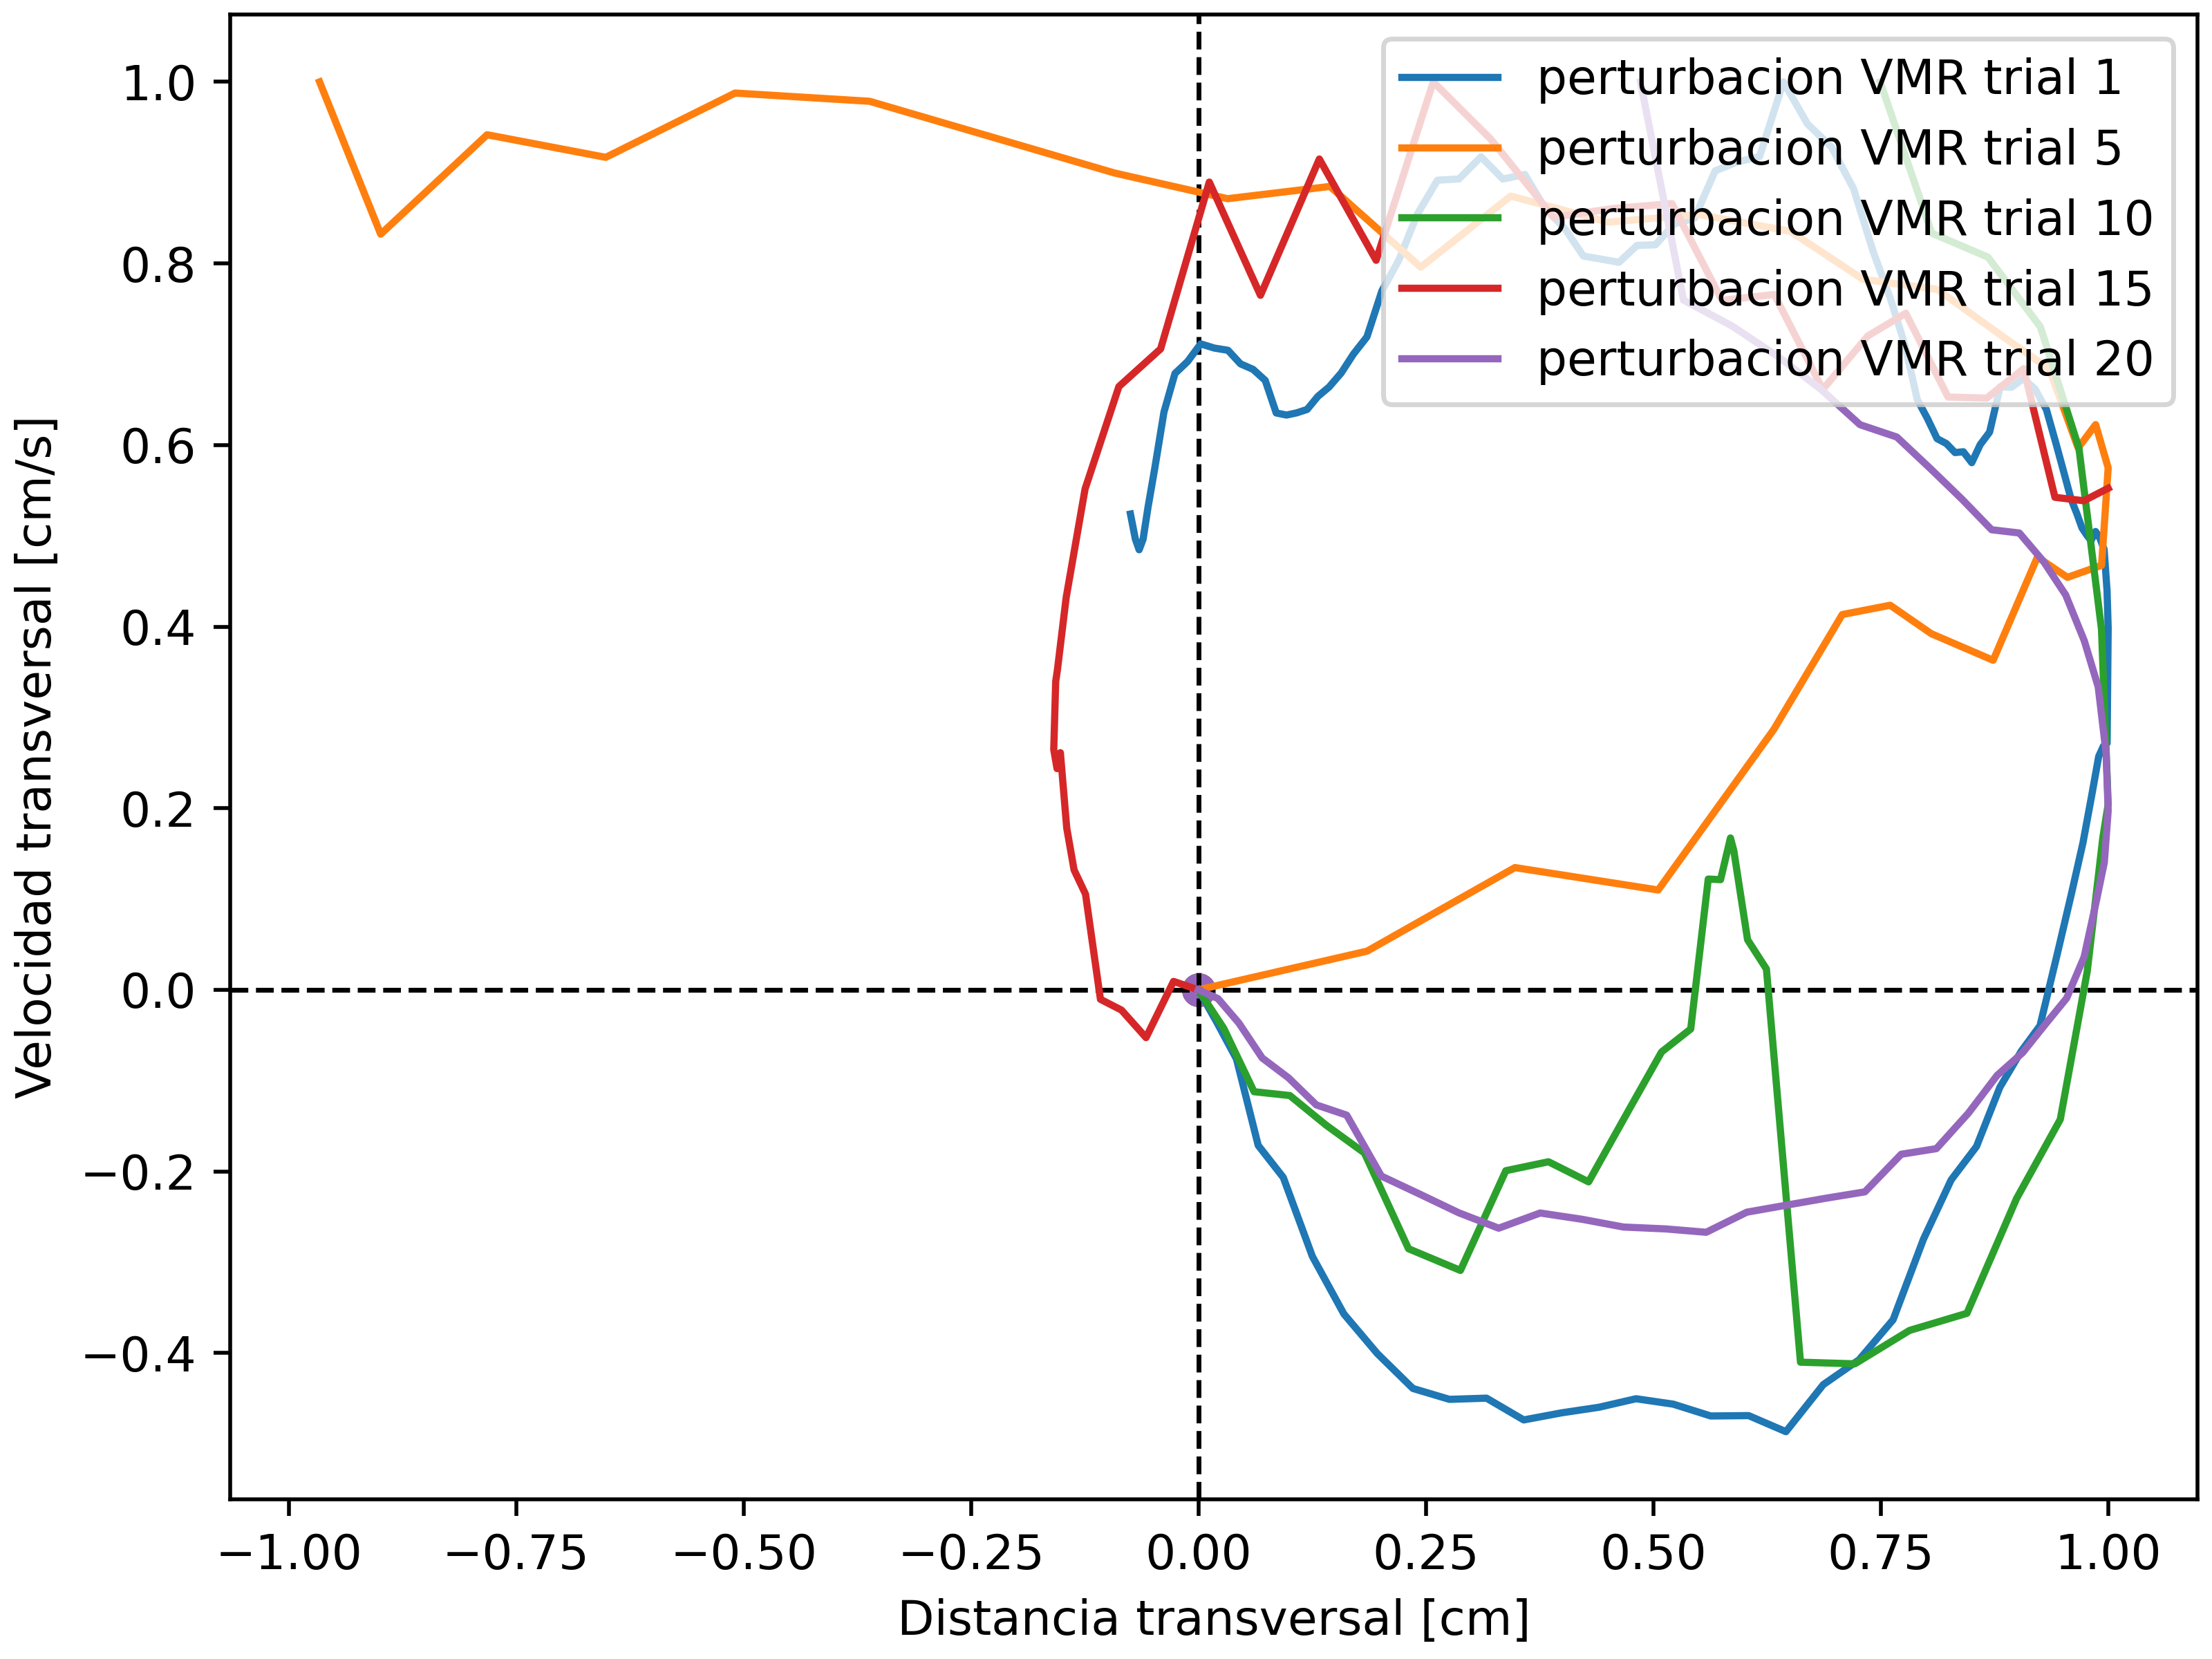 perturbacion VMR trial 1
perturbacion VMR trial 5
perturbacion VMR trial 10
perturbacion VMR trial 15
perturbacion VMR trial 20
Velocidad transversal [cm/s]
1.0
0.8
0.6
0.4
0.2
0.0
−0.2
−0.4
−1.00 −0.75 −0.50 −0.25 0.00 0.25 0.50 0.75 1.00
Distancia transversal [cm]